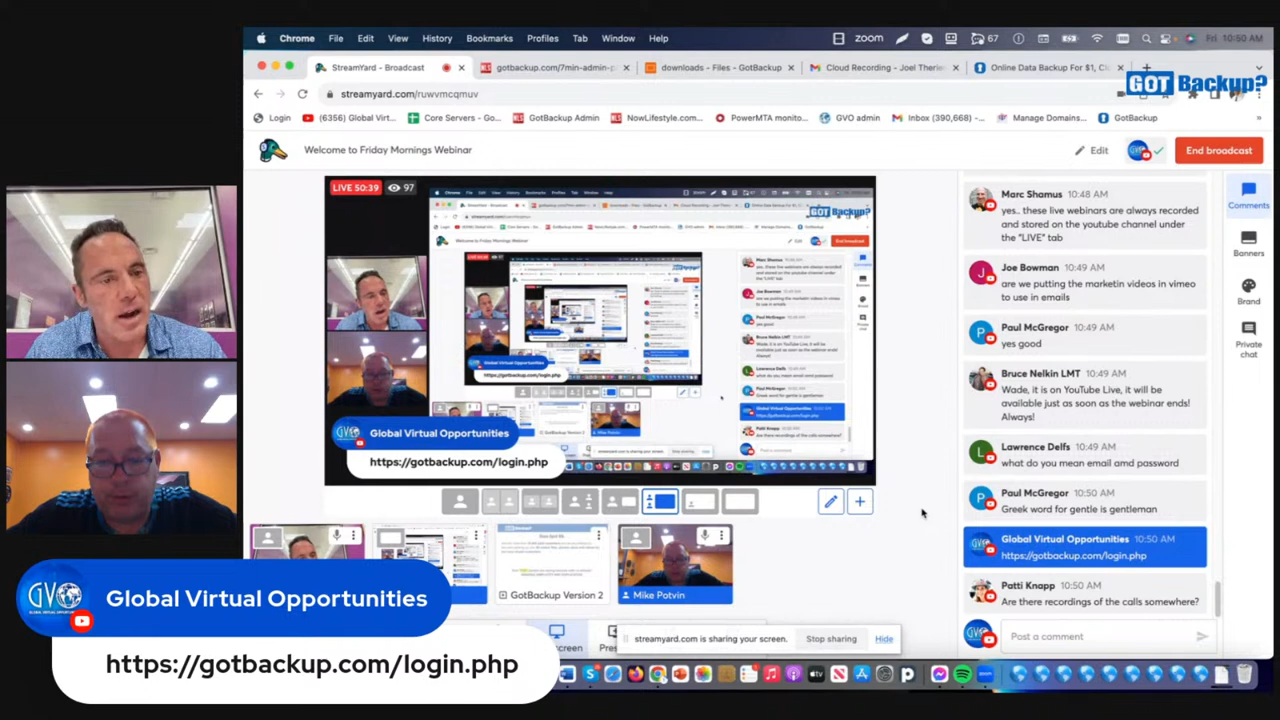 Chrome File Edit View History Bookmarks Profiles Tab Window Help
zoom 67 Fri. 10:50 AM
StreamYard - Broadcast
gotbackup.com/7min-admin-p
downloads - Files - GotBackup
Cloud Recording - Joel Therien
Online Data Backup For $1, Cl
GOT Backup?
streamyard.com/ruwvmcqmuv
Login
(6356) Global Virt...
Core Servers - Go...
GotBackup Admin
NowLifestyle.com...
PowerMTA monito...
GVO admin
Inbox (390,668) -...
Manage Domains...
GotBackup
Welcome to Friday Mornings Webinar
Edit
End broadcast
LIVE 50:39 97
Global Virtual Opportunities
https://gotbackup.com/login.php
GotBackup Version 2
Mike Potvin
streamyard.com is sharing your screen.
Stop sharing
Hide
Marc Shamus 10:48 AM
yes.. these live webinars are always recorded
and stored on the youtube channel under
the "LIVE" tab
Joe Bowman 10:49 AM
are we putting the marketin videos in vimeo
to use in emails
Paul McGregor 10:49 AM
yes good
Bruce Nelkin LMT 10:49 AM
Wade, it is on YouTube Live, it will be
available just as soon as the webinar ends!
Always!
Lawrence Delfs 10:49 AM
what do you mean email amd password
Paul McGregor 10:50 AM
Greek word for gentle is gentleman
Global Virtual Opportunities 10:50 AM
https://gotbackup.com/login.php
Patti Knapp 10:50 AM
Are there recordings of the calls somewhere?
Post a comment
Comments
Banners
Brand
Private
chat
GVO
Global Virtual Opportunities
https://gotbackup.com/login.php